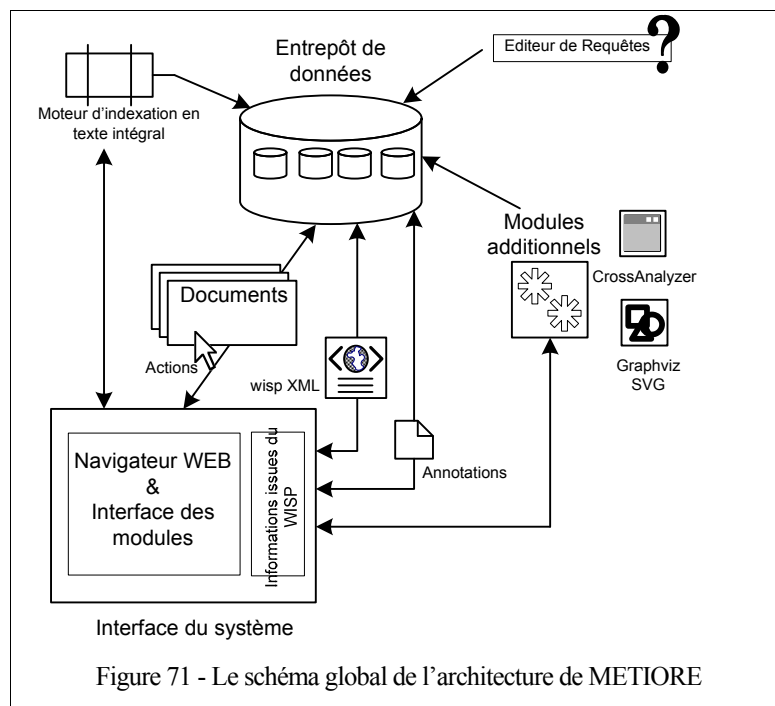 Entrepôt de
données
Editeur de Requêtes
?
Moteur d'indexation en
texte intégral
Modules
additionnels
CrossAnalyzer
Graphviz
SVG
Documents
Actions
wisp XML
Annotations
Navigateur WEB
&
Interface des
modules
Informations issues du
WISP
Interface du système
Figure 71 - Le schéma global de l'architecture de METIORE